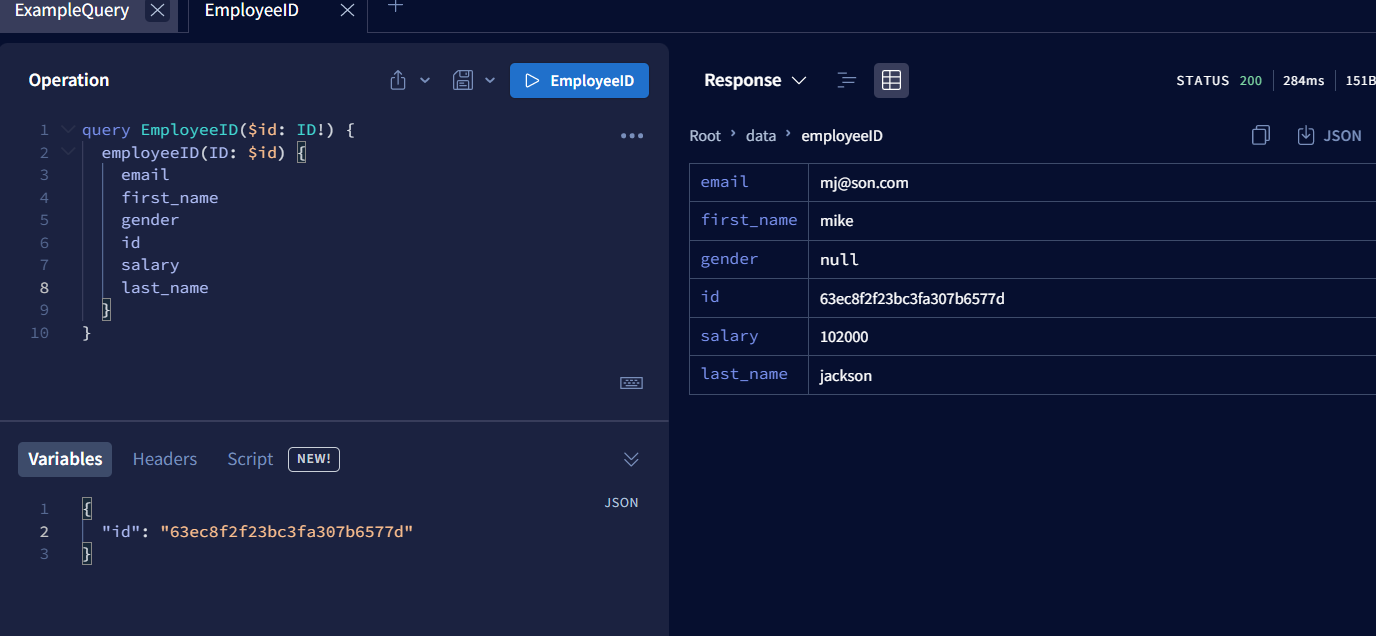 ExampleQuery
EmployeeID
Operation
EmployeeID
1 query EmployeeID($id: ID!) {
2 employeeID(ID: $id) {
3 email
4 first_name
5 gender
6 id
7 salary
8 last_name
9 }
10 }
Variables Headers Script NEW!
JSON
1 {
2 "id": "63ec8f2f23bc3fa307b6577d"
3 }
Response
STATUS 200 284ms 151B
Root › data › employeeID
JSON
email mj@son.com
first_name mike
gender null
id 63ec8f2f23bc3fa307b6577d
salary 102000
last_name jackson